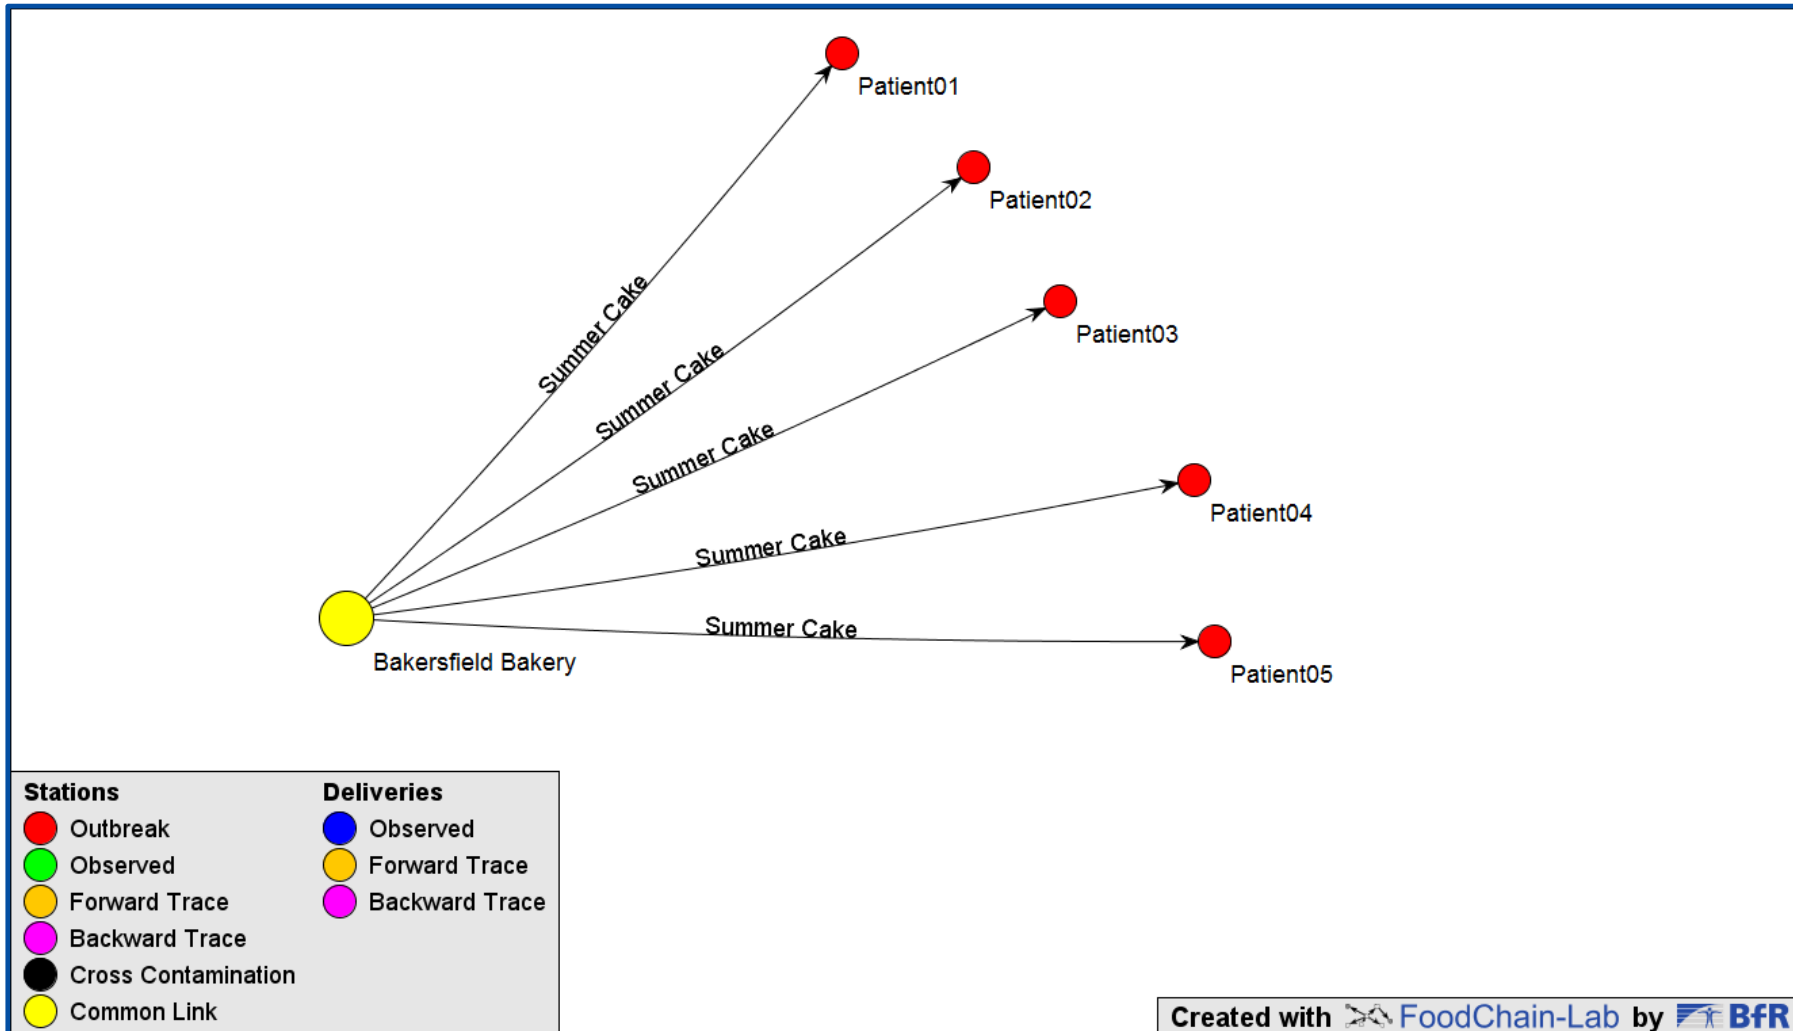 Patient01
Patient02
Summer Cake
Patient03
Summer Cake
Summer Cake
Patient04
Summer Cake
Summer Cake
Bakersfield Bakery
Patient05
Stations
Outbreak
Observed
Forward Trace
Backward Trace
Cross Contamination
Common Link
Deliveries
Observed
Forward Trace
Backward Trace
Created with FoodChain-Lab by BfR